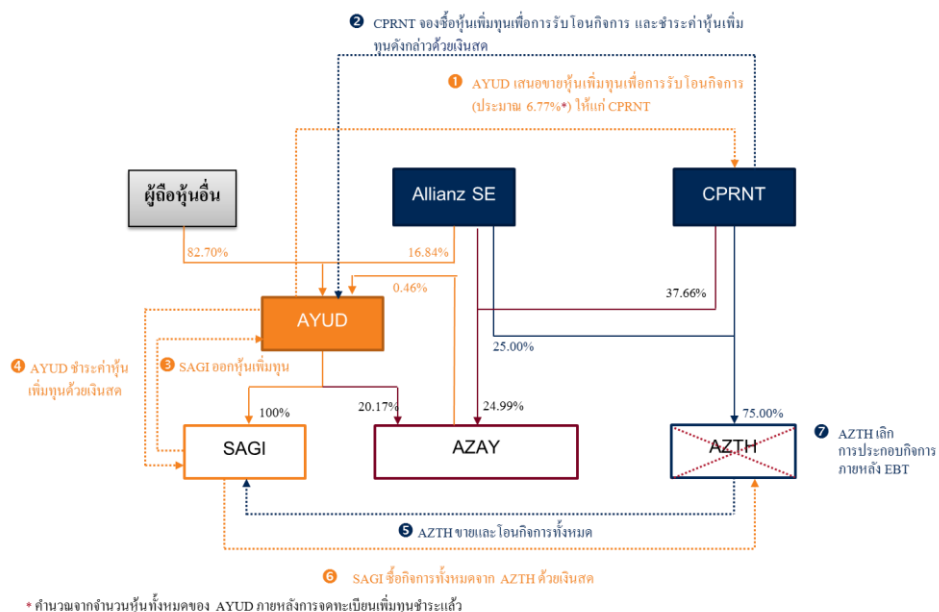 ❷ CPRNT จองซื้อหุ้นเพิ่มทุนเพื่อการรับโอนกิจการ และชำระค่าหุ้นเพิ่ม
ทุนดังกล่าวด้วยเงินสด
❶ AYUD เสนอขายหุ้นเพิ่มทุนเพื่อการรับโอนกิจการ
(ประมาณ 6.77%*) ให้แก่ CPRNT
ผู้ถือหุ้นอื่น
Allianz SE
CPRNT
82.70%
16.84%
0.46%
37.66%
AYUD
25.00%
❹ AYUD ชำระค่าหุ้น
เพิ่มทุนด้วยเงินสด
❸ SAGI ออกหุ้นเพิ่มทุน
100%
20.17%
24.99%
75.00%
SAGI
AZAY
AZTH
❼ AZTH เลิก
การประกอบกิจการ
ภายหลัง EBT
❺ AZTH ขายและโอนกิจการทั้งหมด
❻ SAGI ซื้อกิจการทั้งหมดจาก AZTH ด้วยเงินสด
* คำนวณจากจำนวนหุ้นทั้งหมดของ AYUD ภายหลังการจดทะเบียนเพิ่มทุนชำระแล้ว